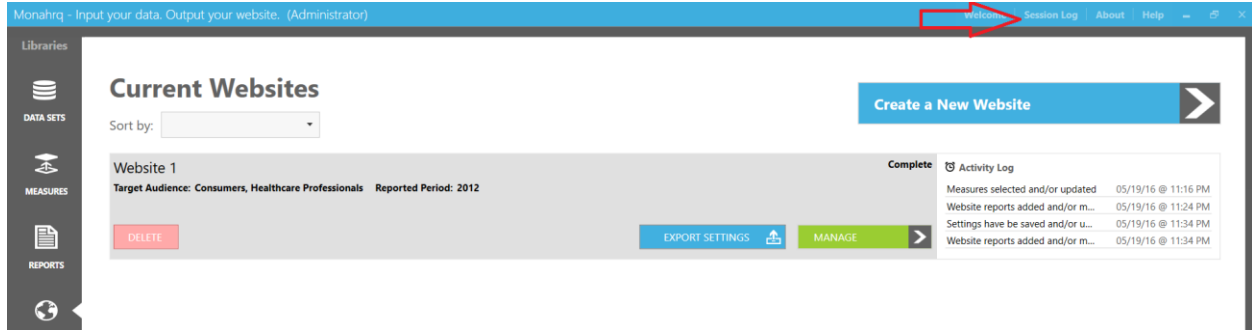 Monahrq - Input your data. Output your website. (Administrator)
Welcome Session Log About Help
Libraries
DATA SETS
MEASURES
REPORTS
Current Websites
Sort by:
Create a New Website
Website 1
Complete
Target Audience: Consumers, Healthcare Professionals Reported Period: 2012
DELETE
EXPORT SETTINGS
MANAGE
Activity Log
Measures selected and/or updated 05/19/16 @ 11:16 PM
Website reports added and/or m... 05/19/16 @ 11:24 PM
Settings have be saved and/or u... 05/19/16 @ 11:34 PM
Website reports added and/or m... 05/19/16 @ 11:34 PM